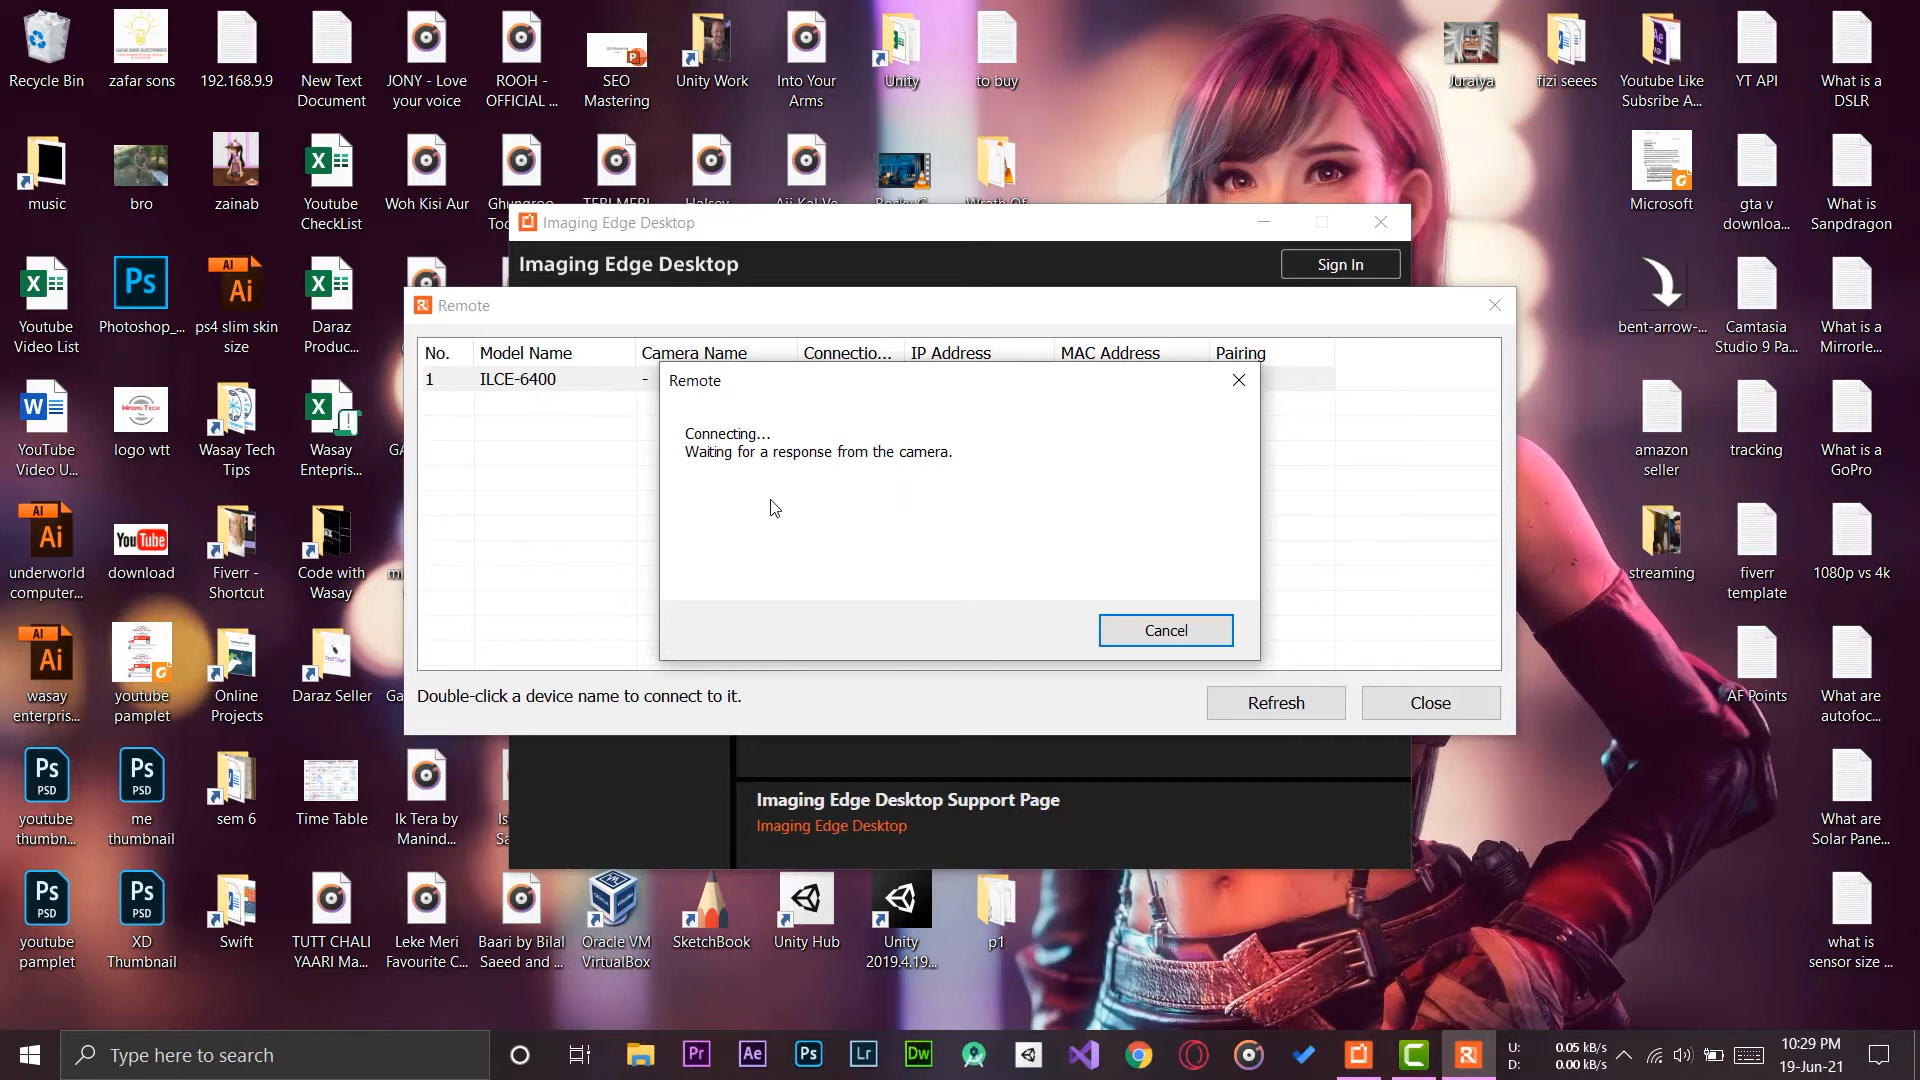 Recycle Bin
zafar sons
192.168.9.9
New Text
Document
JONY - Love
your voice
ROOH -
OFFICIAL ...
SEO
Mastering
Unity Work
Into Your
Arms
Unity
to buy
Juraiya
fizi seees
Youtube Like
Subsribe A...
YT API
What is a
DSLR
music
bro
zainab
Youtube
CheckList
Woh Kisi Aur
Microsoft
gta v
downloa...
What is
Sanpdragon
Imaging Edge Desktop
Imaging Edge Desktop
Sign In
Remote
No.
Model Name
Camera Name
Connectio...
IP Address
MAC Address
Pairing
1
ILCE-6400
-
Remote
Connecting...
Waiting for a response from the camera.
Cancel
Double-click a device name to connect to it.
Refresh
Close
Imaging Edge Desktop Support Page
Imaging Edge Desktop
Youtube
Video List
Photoshop_...
ps4 slim skin
size
Daraz
Produc...
bent-arrow-...
Camtasia
Studio 9 Pa...
What is a
Mirrorle...
YouTube
Video U...
logo wtt
Wasay Tech
Tips
Wasay
Entepris...
amazon
seller
tracking
What is a
GoPro
underworld
computer...
download
Fiverr -
Shortcut
Code with
Wasay
streaming
fiverr
template
1080p vs 4k
wasay
enterpris...
youtube
pamplet
Online
Projects
Daraz Seller
AF Points
What are
autofoc...
youtube
thumbn...
me
thumbnail
sem 6
Time Table
Ik Tera by
Manind...
What are
Solar Pane...
youtube
pamplet
XD
Thumbnail
Swift
TUTT CHALI
YAARI Ma...
Leke Meri
Favourite C...
Baari by Bilal
Saeed and ...
Oracle VM
VirtualBox
SketchBook
Unity Hub
Unity
2019.4.19...
p1
what is
sensor size ...
Type here to search
U:
0.05 kB/s
D:
0.00 kB/s
10:29 PM
19-Jun-21